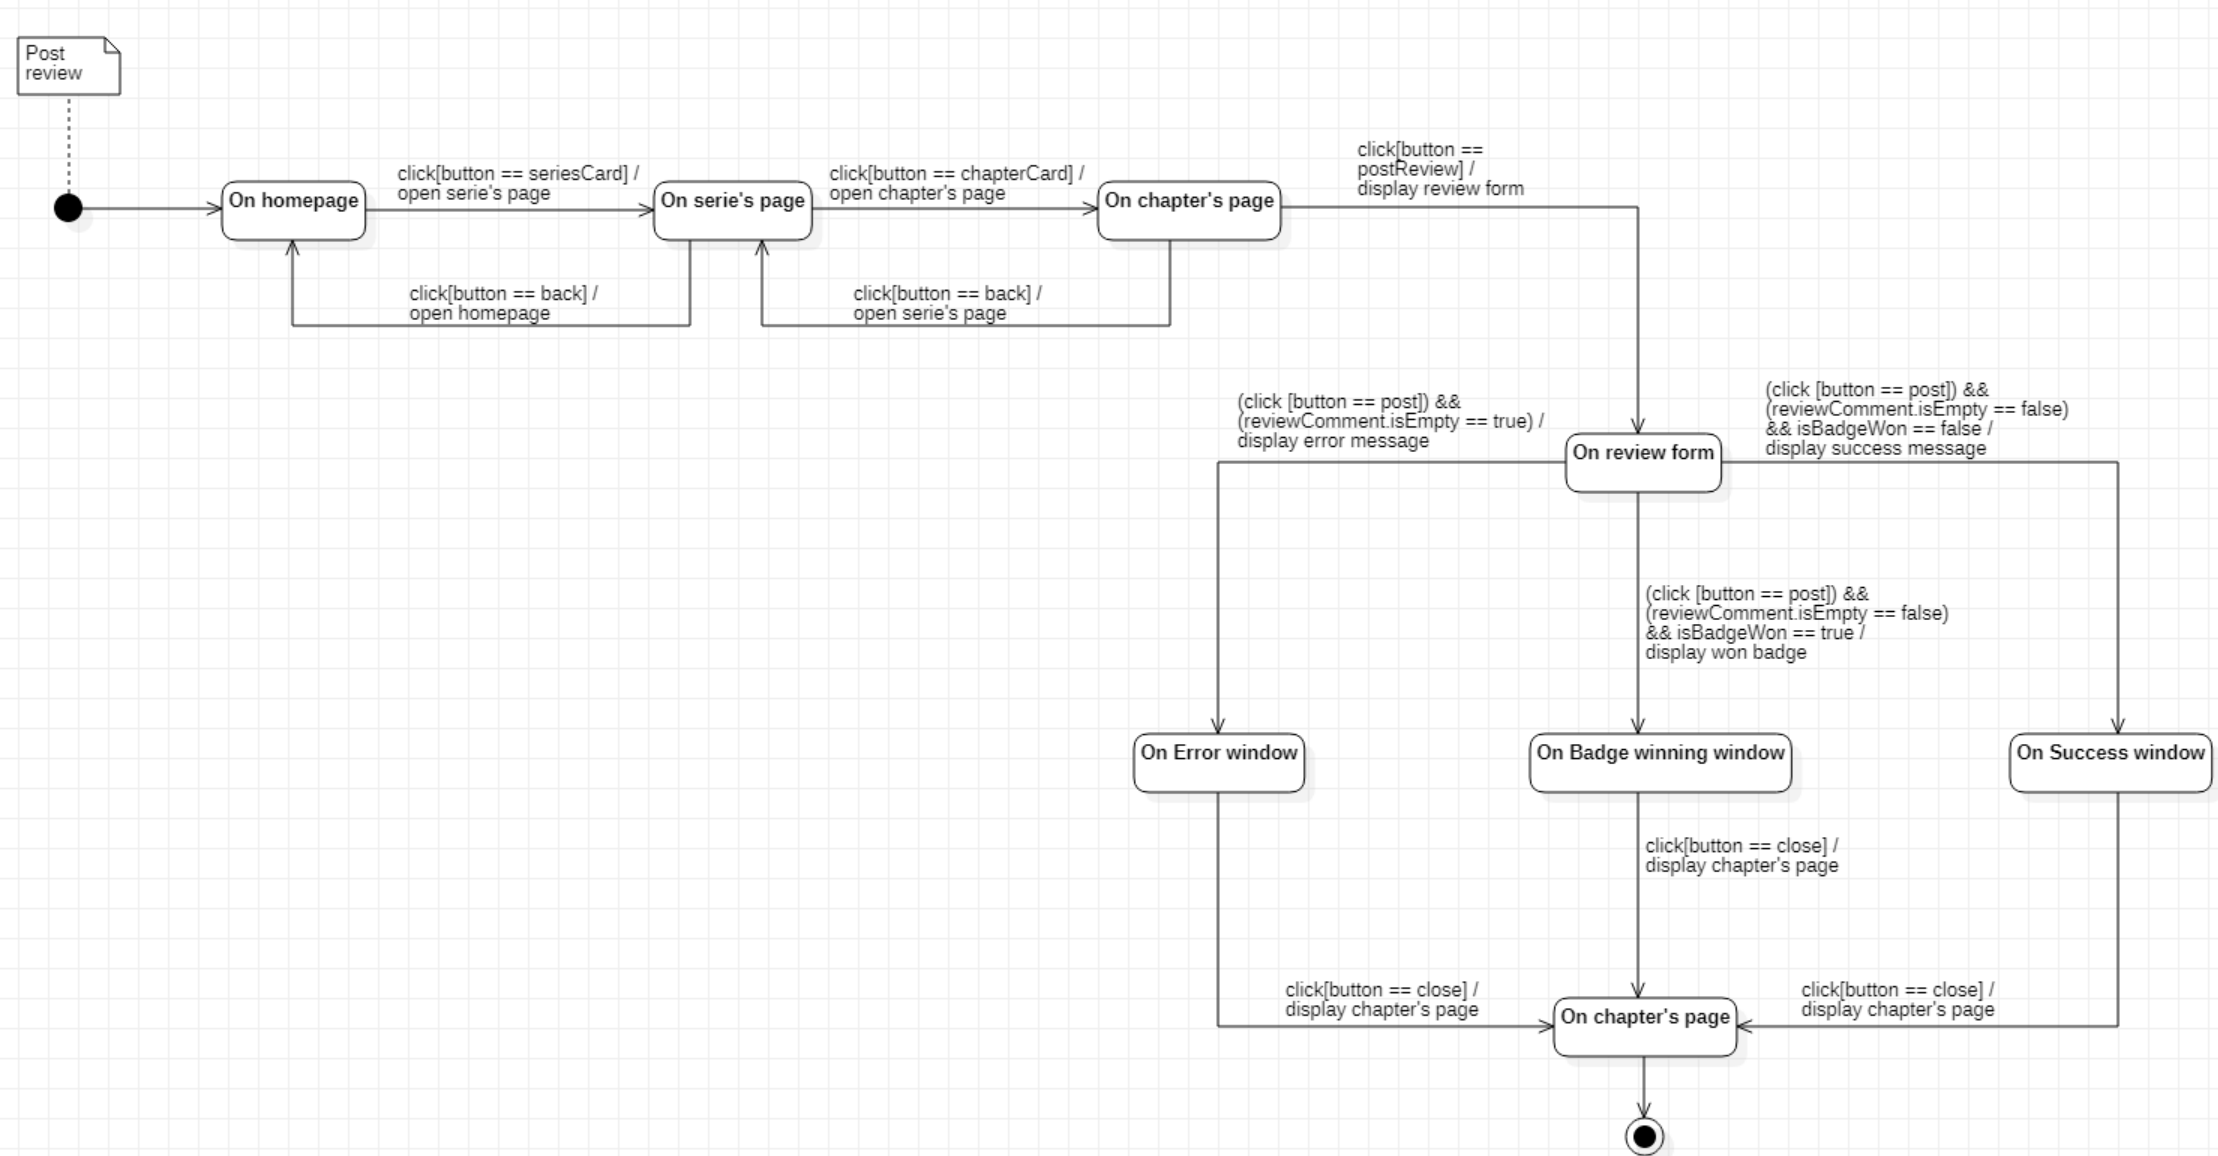 Post
review
On homepage
click[button == seriesCard] /
open serie's page
On serie's page
click[button == chapterCard] /
open chapter's page
On chapter's page
click[button ==
postReview] /
display review form
click[button == back] /
open homepage
click[button == back] /
open serie's page
(click [button == post]) &&
(reviewComment.isEmpty == true) /
display error message
On review form
(click [button == post]) &&
(reviewComment.isEmpty == false)
&& isBadgeWon == false /
display success message
(click [button == post]) &&
(reviewComment.isEmpty == false)
&& isBadgeWon == true /
display won badge
On Error window
On Badge winning window
On Success window
click[button == close] /
display chapter's page
click[button == close] /
display chapter's page
On chapter's page
click[button == close] /
display chapter's page